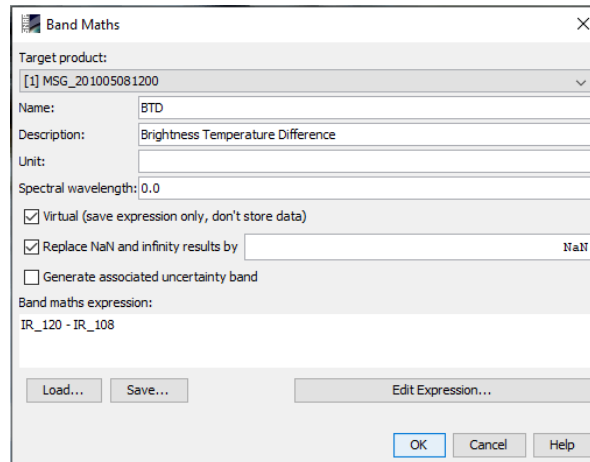 Band Maths
Target product:
[1] MSG_201005081200
Name: BTD
Description: Brightness Temperature Difference
Unit:
Spectral wavelength: 0.0
Virtual (save expression only, don't store data)
Replace NaN and infinity results by NaN
Generate associated uncertainty band
Band maths expression:
IR_120 - IR_108
Load... Save... Edit Expression...
OK Cancel Help